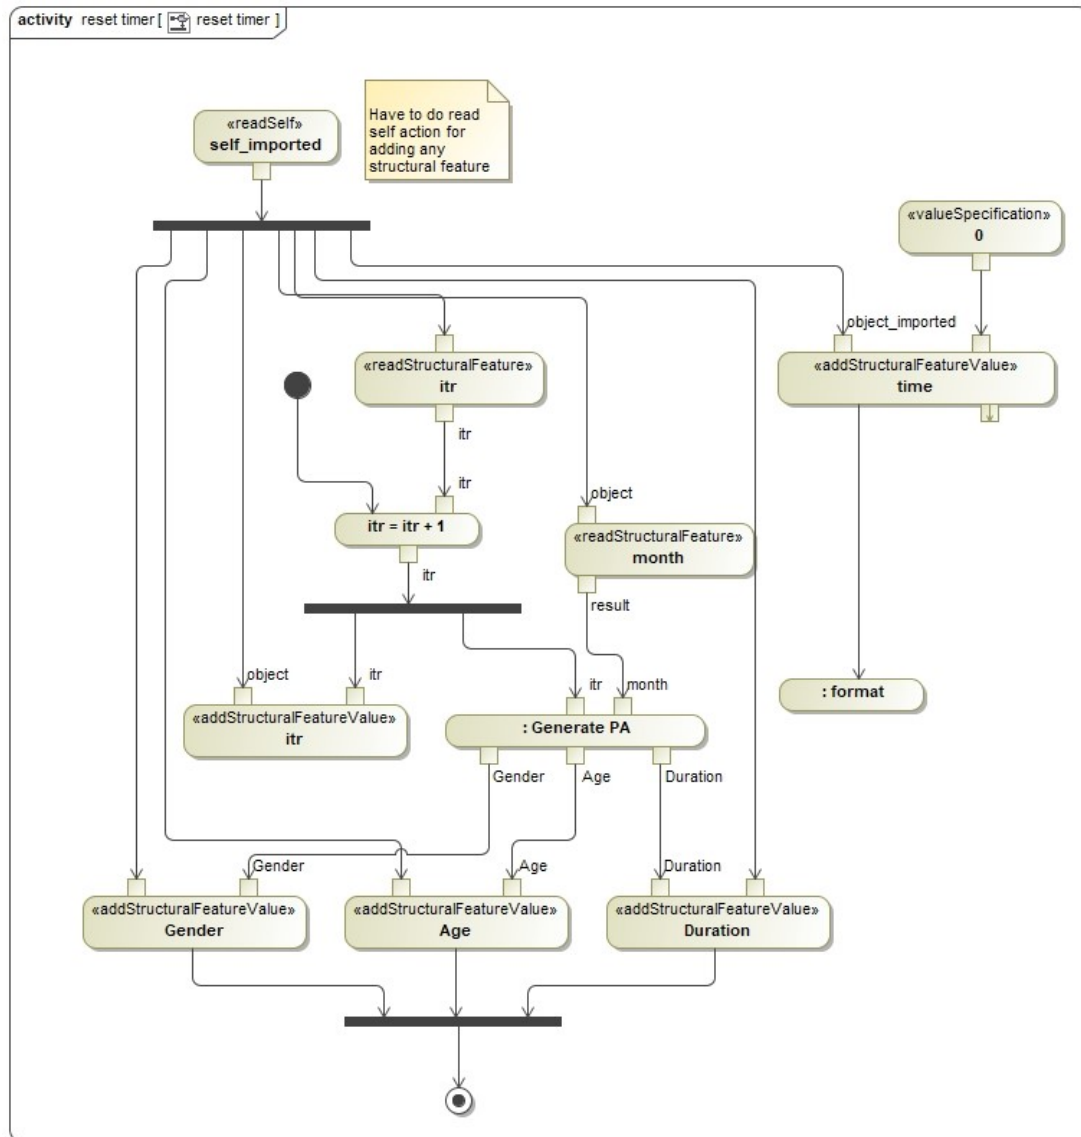 activity reset timer [ reset timer ]
«readSelf»
self_imported
Have to do read
self action for
adding any
structural feature
«valueSpecification»
0
object_imported
«addStructuralFeatureValue»
time
«readStructuralFeature»
itr
itr
itr
itr = itr + 1
itr
object
«readStructuralFeature»
month
result
object
itr
«addStructuralFeatureValue»
itr
itr
month
: Generate PA
Gender
Age
Duration
: format
Gender
Age
Duration
«addStructuralFeatureValue»
Gender
«addStructuralFeatureValue»
Age
«addStructuralFeatureValue»
Duration